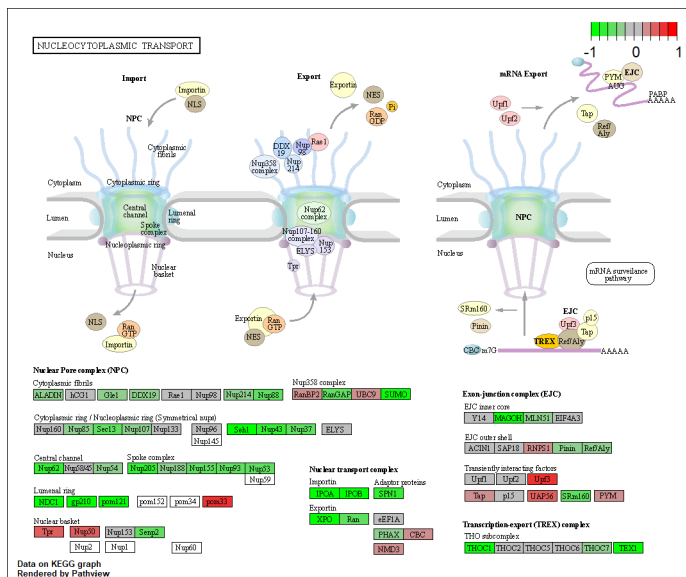 NUCLEOCYTOPLASMIC TRANSPORT
-1 0 1
Import
Importin
NLS
NPC
Cytoplasmic
fibrils
Cytoplasm
Cytoplasmic ring
Central
channel
Lumenal
ring
Lumen
Spoke
complex
Nucleoplasmic ring
Nucleus
Nuclear
basket
NLS
Ran
GTP
Importin
Export
Exportin
NES
Ran
GDP
Pi
DDX
19
Nup
98
Rae1
Nup358
complex
Nup
214
Nup62
complex
Nup107-160
complex
ELYS
Nup
153
Tpr
Exportin
Ran
GTP
NES
mRNA Export
Upf1
Upf2
PYM
EJC
AUG
PABP
AAAAA
Tap
Ref/
Aly
Cytoplasm
Lumen
NPC
Nucleus
mRNA surveilance
pathway
SRm160
Pinin
EJC
Upf3
p15
Tap
TREX
Ref/Aly
CBC
m7G
AAAAA
Nuclear Pore complex (NPC)
Cytoplasmic fibrils
ALADIN hCG1 Gle1 DDX19 Rae1 Nup98 Nup214 Nup88
Nup358 complex
RanBP2 RanGAP UBC9 SUMO
Cytoplasmic ring / Nucleoplasmic ring (Symmetrical nups)
Nup160 Nup85 Sec13 Nup107 Nup133 Nup96 Seh1 Nup43 Nup37 ELYS
Nup145
Central channel
Spoke complex
Nup62 Nup58/45 Nup54 Nup205 Nup188 Nup155 Nup93 Nup53
Nup59
Lumenal ring
NDC1 gp210 pom121 pom152 pom34 pom33
Nuclear basket
Tpr Nup50 Nup153 Senp2
Nup2 Nup1 Nup60
Nuclear transport complex
Importin
IPOA IPOB
Adaptor proteins
SPN1
Exportin
XPO Ran eEF1A
PHAX CBC
NMD3
Exon-junction complex (EJC)
EJC inner core
Y14 MAGOH MLN51 EIF4A3
EJC outer shell
ACIN1 SAP18 RNPS1 Pinin Ref/Aly
Transiently interacting factors
Upf1 Upf2 Upf3
Tap p15 UAP56 SRm160 PYM
Transcription-export (TREX) complex
THO subcomplex
THOC1 THOC2 THOC5 THOC6 THOC7 TEX1
Data on KEGG graph
Rendered by Pathview